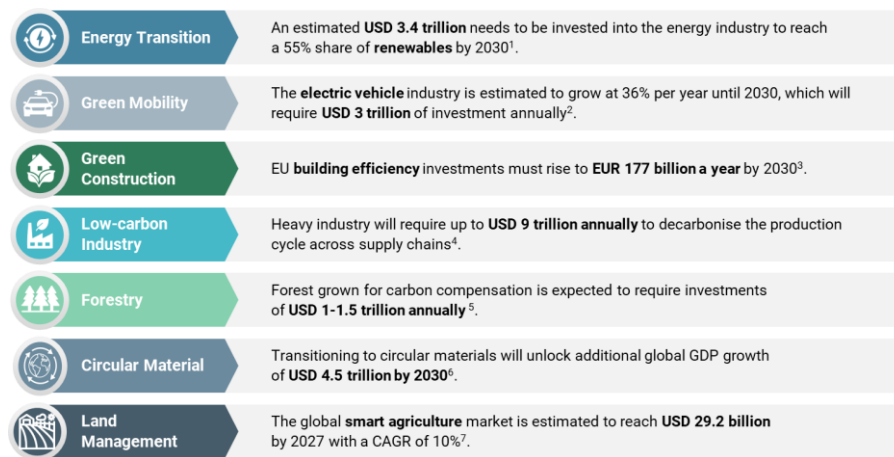 Energy Transition
An estimated USD 3.4 trillion needs to be invested into the energy industry to reach
a 55% share of renewables by 2030¹.
Green Mobility
The electric vehicle industry is estimated to grow at 36% per year until 2030, which will
require USD 3 trillion of investment annually².
Green
Construction
EU building efficiency investments must rise to EUR 177 billion a year by 2030³.
Low-carbon
Industry
Heavy industry will require up to USD 9 trillion annually to decarbonise the production
cycle across supply chains⁴.
Forestry
Forest grown for carbon compensation is expected to require investments
of USD 1-1.5 trillion annually ⁵.
Circular Material
Transitioning to circular materials will unlock additional global GDP growth
of USD 4.5 trillion by 2030⁶.
Land
Management
The global smart agriculture market is estimated to reach USD 29.2 billion
by 2027 with a CAGR of 10%⁷.